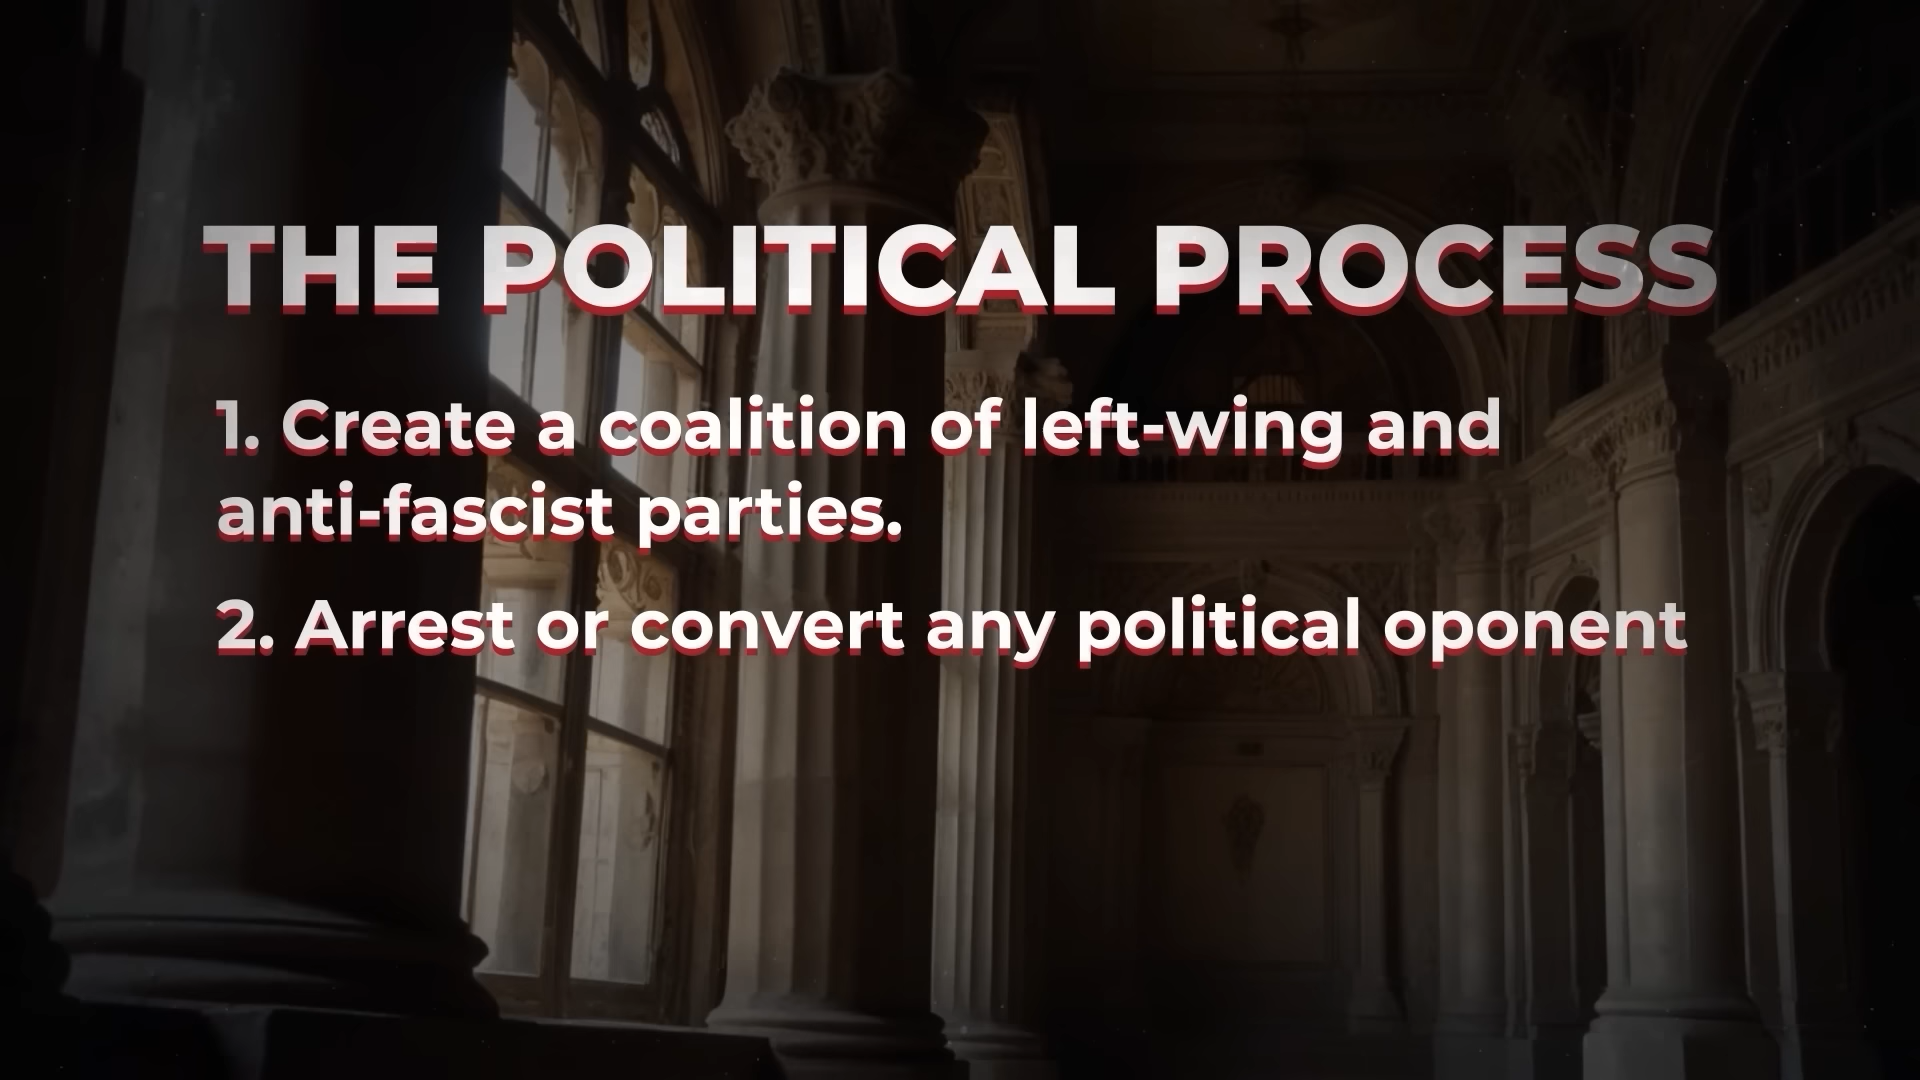 THE POLITICAL PROCESS
1. Create a coalition of left-wing and
anti-fascist parties.
2. Arrest or convert any political oponent